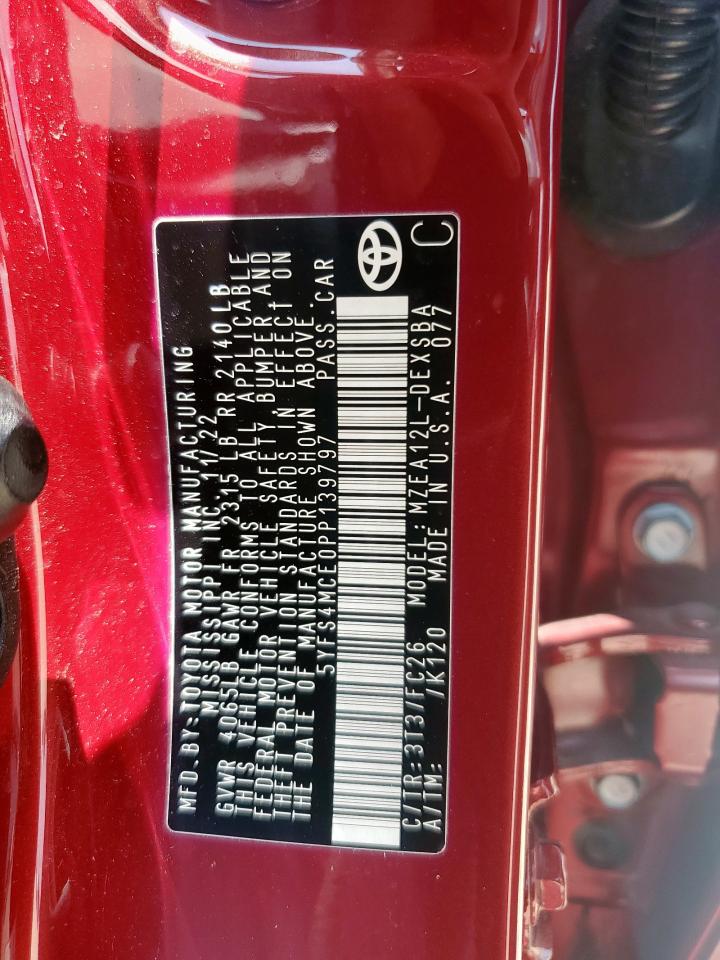 MFD.BY:TOYOTA MOTOR MANUFACTURING
MISSISSIPPI INC. 11/22
GVWR 4065LB GAWR FR 2315 LB RR 2140 LB
THIS VEHICLE CONFORMS TO ALL APPLICABLE
FEDERAL MOTOR VEHICLE SAFETY, BUMPER AND
THEFT PREVENTION STANDARDS IN EFFECT ON
THE DATE OF MANUFACTURE SHOWN ABOVE.
5YFS4MCE0PP139797 PASS.CAR
C/TR:3T3/FC26 MODEL:MZEA12L-DEXSBA
A/TM: /K120 MADE IN U.S.A. 077 C